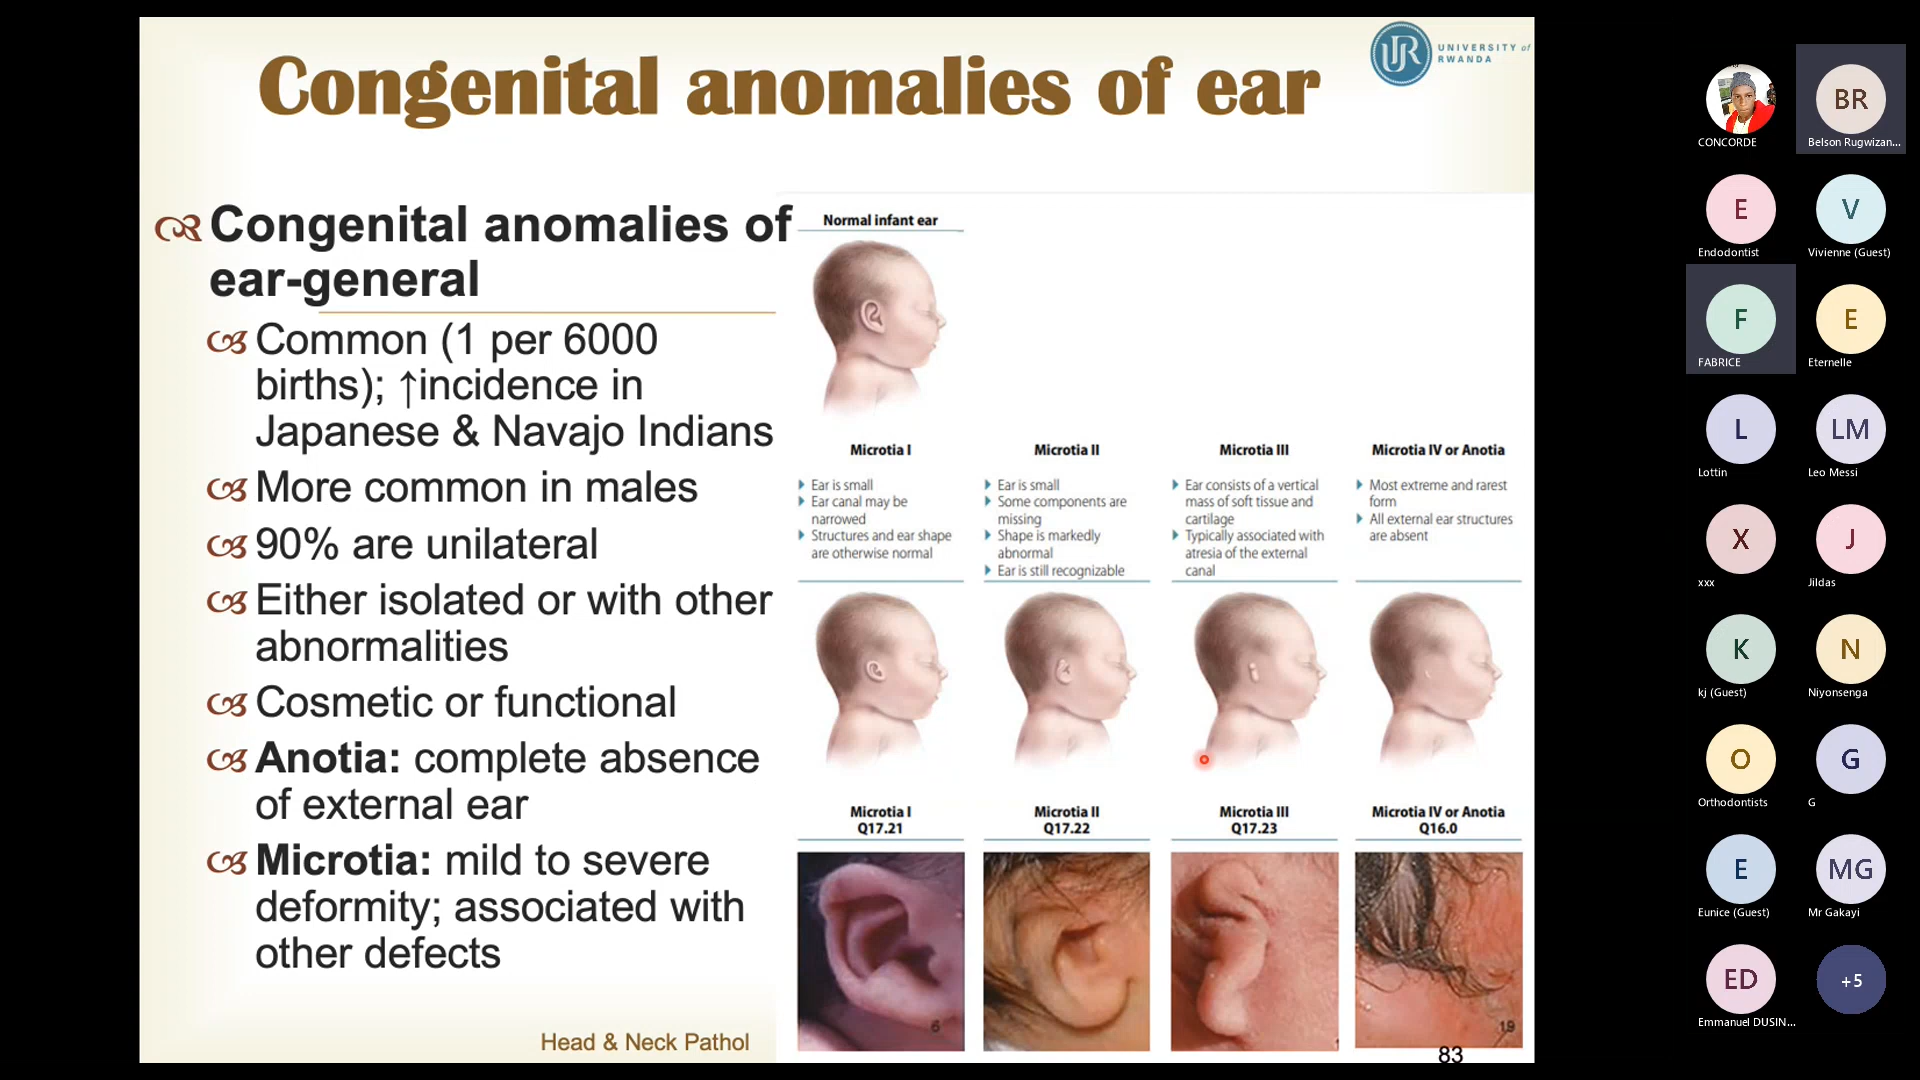 Congenital anomalies of ear
UNIVERSITY of
RWANDA
Congenital anomalies of
ear-general
Common (1 per 6000
births); ↑incidence in
Japanese & Navajo Indians
More common in males
90% are unilateral
Either isolated or with other
abnormalities
Cosmetic or functional
Anotia: complete absence
of external ear
Microtia: mild to severe
deformity; associated with
other defects
Head & Neck Pathol
Normal infant ear
Microtia I
Ear is small
Ear canal may be
narrowed
Structures and ear shape
are otherwise normal
Microtia II
Ear is small
Some components are
missing
Shape is markedly
abnormal
Ear is still recognizable
Microtia III
Ear consists of a vertical
mass of soft tissue and
cartilage
Typically associated with
atresia of the external
canal
Microtia IV or Anotia
Most extreme and rarest
form
All external ear structures
are absent
Microtia I
Q17.21
Microtia II
Q17.22
Microtia III
Q17.23
Microtia IV or Anotia
Q16.0
6
19
83
CONCORDE
BR
Belson Rugwizan...
E
Endodontist
V
Vivienne (Guest)
F
FABRICE
E
Eternelle
L
Lottin
LM
Leo Messi
X
xxx
J
Jildas
K
kj (Guest)
N
Niyonsenga
O
Orthodontists
G
G
E
Eunice (Guest)
MG
Mr Gakayi
ED
Emmanuel DUSIN...
+5